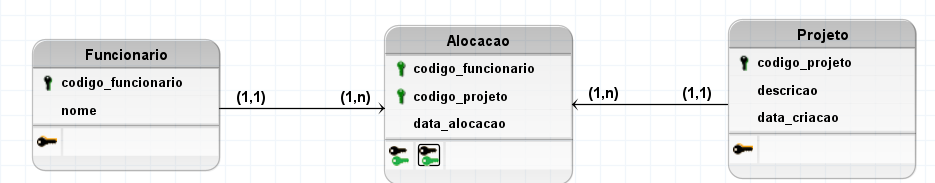 Funcionario
codigo_funcionario
nome
(1,1)
(1,n)
Alocacao
codigo_funcionario
codigo_projeto
data_alocacao
(1,n)
(1,1)
Projeto
codigo_projeto
descricao
data_criacao